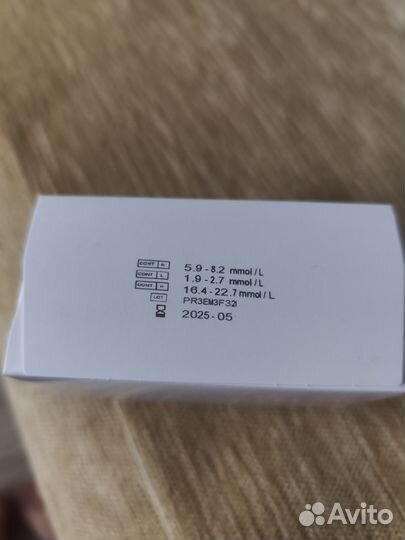 CONT N 5.9-8.2 mmol/L
CONT L 1.9-2.7 mmol/L
CONT H 16.4-22.7 mmol/L
LOT PR3EM3F32I
2025-05
Avito